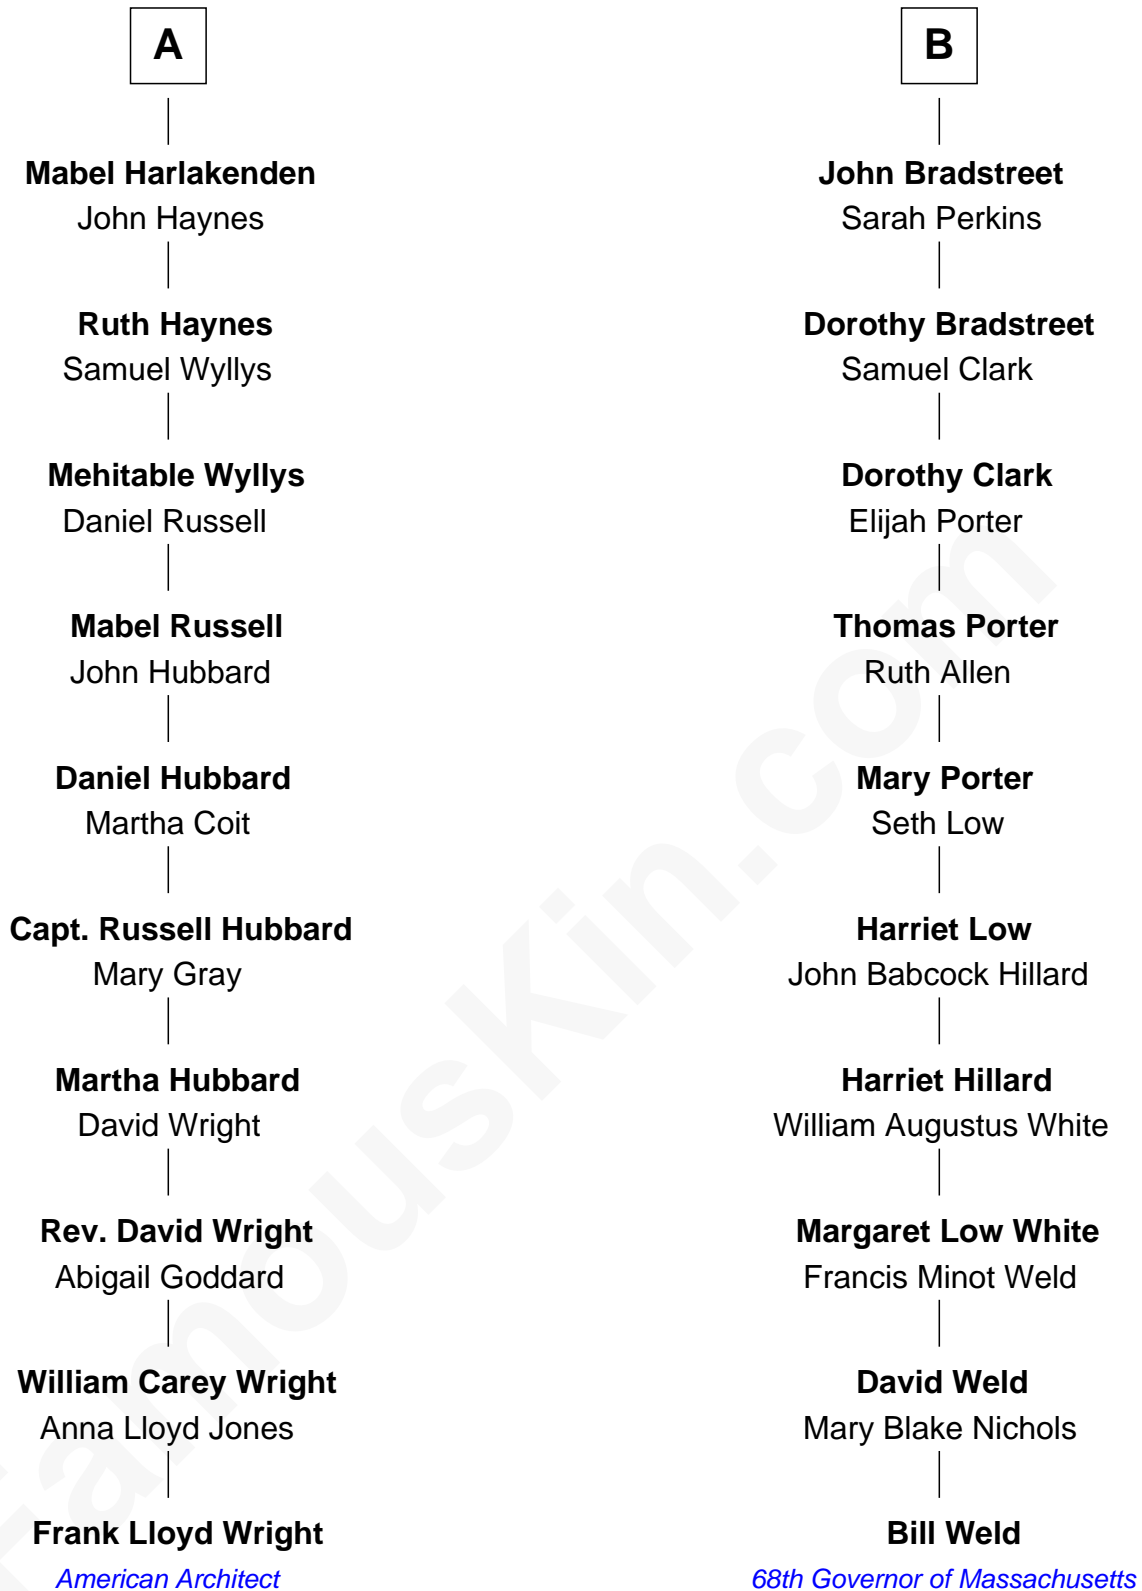 A
Mabel Harlakenden
John Haynes
Ruth Haynes
Samuel Wyllys
Mehitable Wyllys
Daniel Russell
Mabel Russell
John Hubbard
Daniel Hubbard
Martha Coit
Capt. Russell Hubbard
Mary Gray
Martha Hubbard
David Wright
Rev. David Wright
Abigail Goddard
William Carey Wright
Anna Lloyd Jones
Frank Lloyd Wright
American Architect
B
John Bradstreet
Sarah Perkins
Dorothy Bradstreet
Samuel Clark
Dorothy Clark
Elijah Porter
Thomas Porter
Ruth Allen
Mary Porter
Seth Low
Harriet Low
John Babcock Hillard
Harriet Hillard
William Augustus White
Margaret Low White
Francis Minot Weld
David Weld
Mary Blake Nichols
Bill Weld
68th Governor of Massachusetts
FamousKin.com